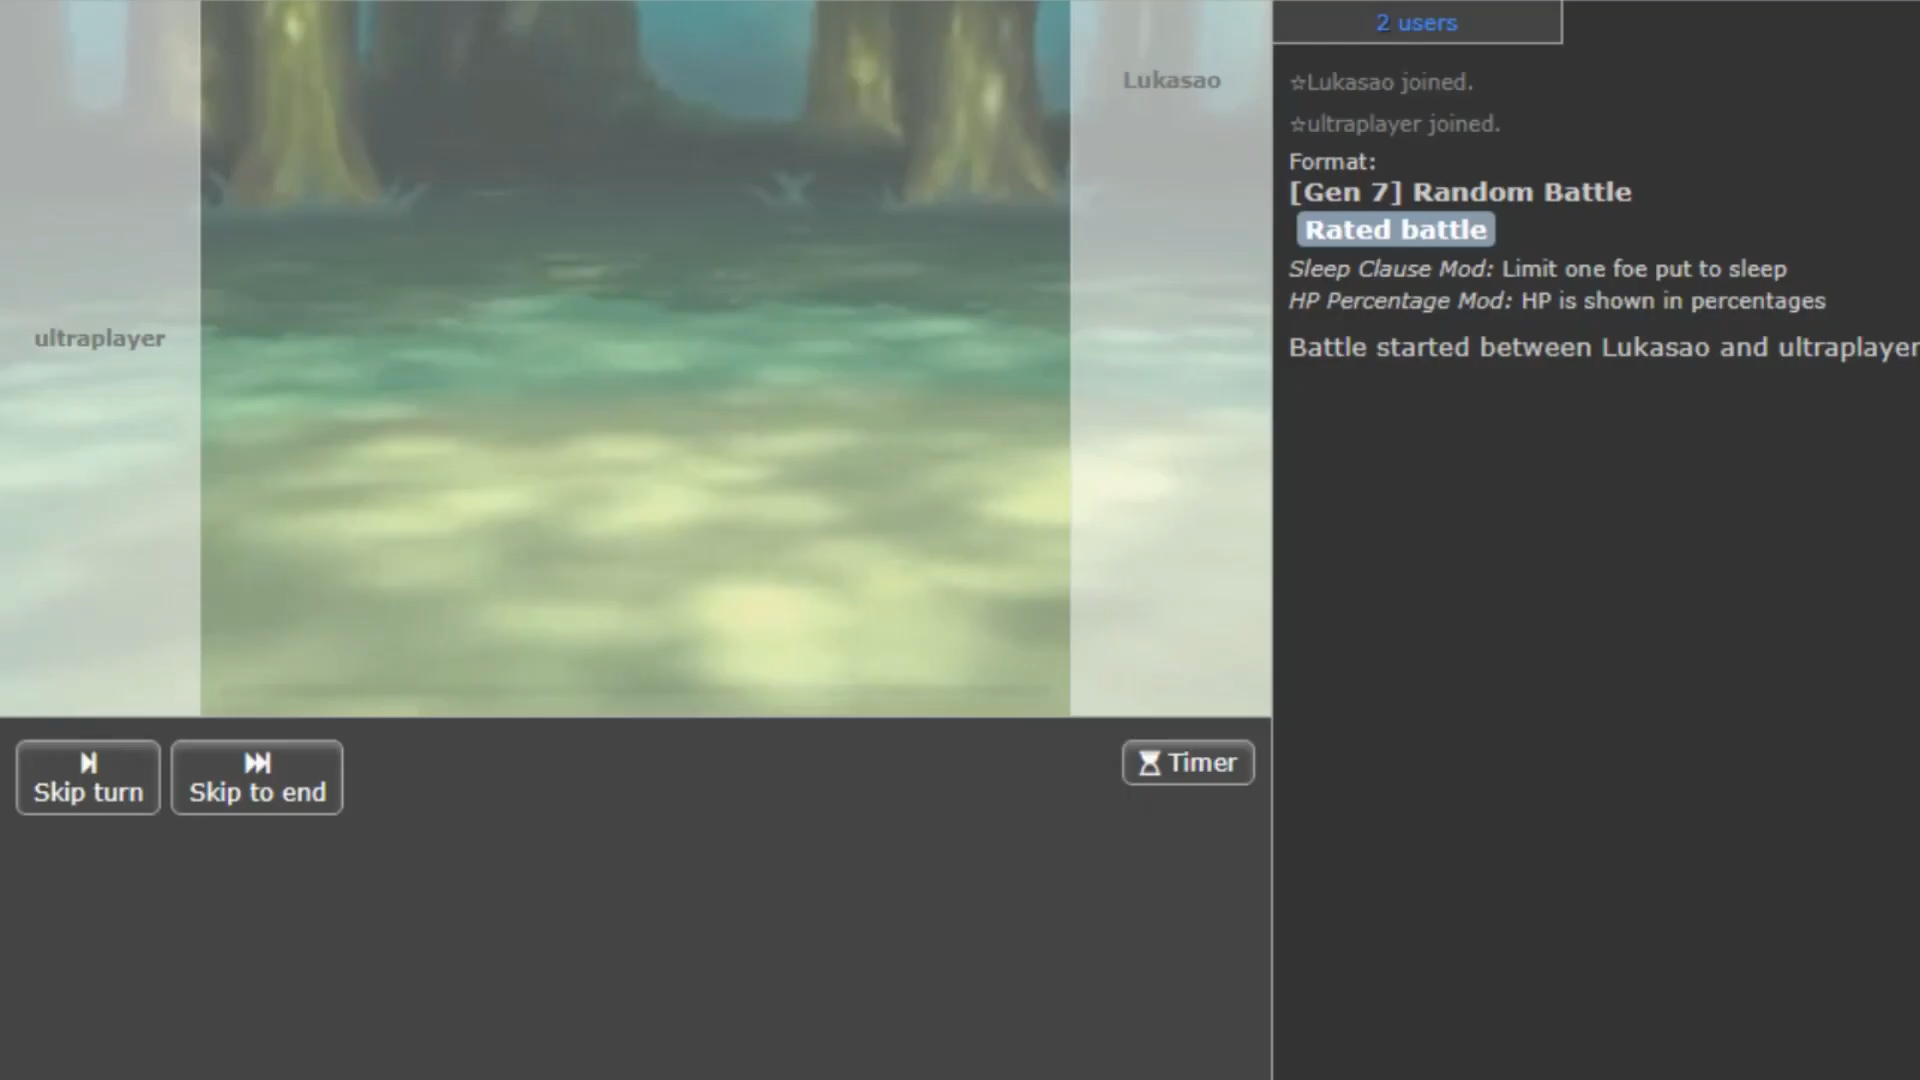 2 users
Lukasao
☆Lukasao joined.
☆ultraplayer joined.
Format:
[Gen 7] Random Battle
Rated battle
Sleep Clause Mod: Limit one foe put to sleep
HP Percentage Mod: HP is shown in percentages
ultraplayer
Battle started between Lukasao and ultraplayer
Skip turn
Skip to end
Timer